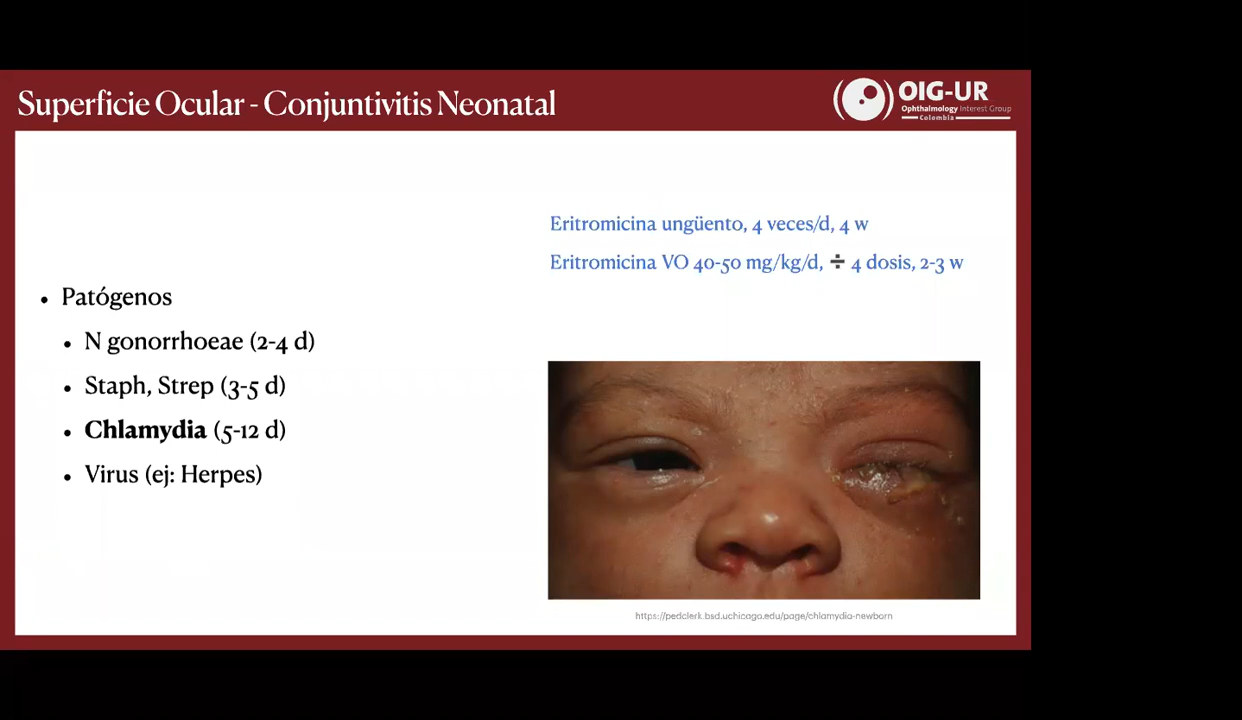 Superficie Ocular - Conjuntivitis Neonatal
OIG-UR
Ophthalmology Interest Group
Colombia
Eritromicina ungüento, 4 veces/d, 4 w
Eritromicina VO 40-50 mg/kg/d, ➗ 4 dosis, 2-3 w
• Patógenos
• N gonorrhoeae (2-4 d)
• Staph, Strep (3-5 d)
• Chlamydia (5-12 d)
• Virus (ej: Herpes)
https://pedclerk.bsd.uchicago.edu/page/chlamydia-newborn